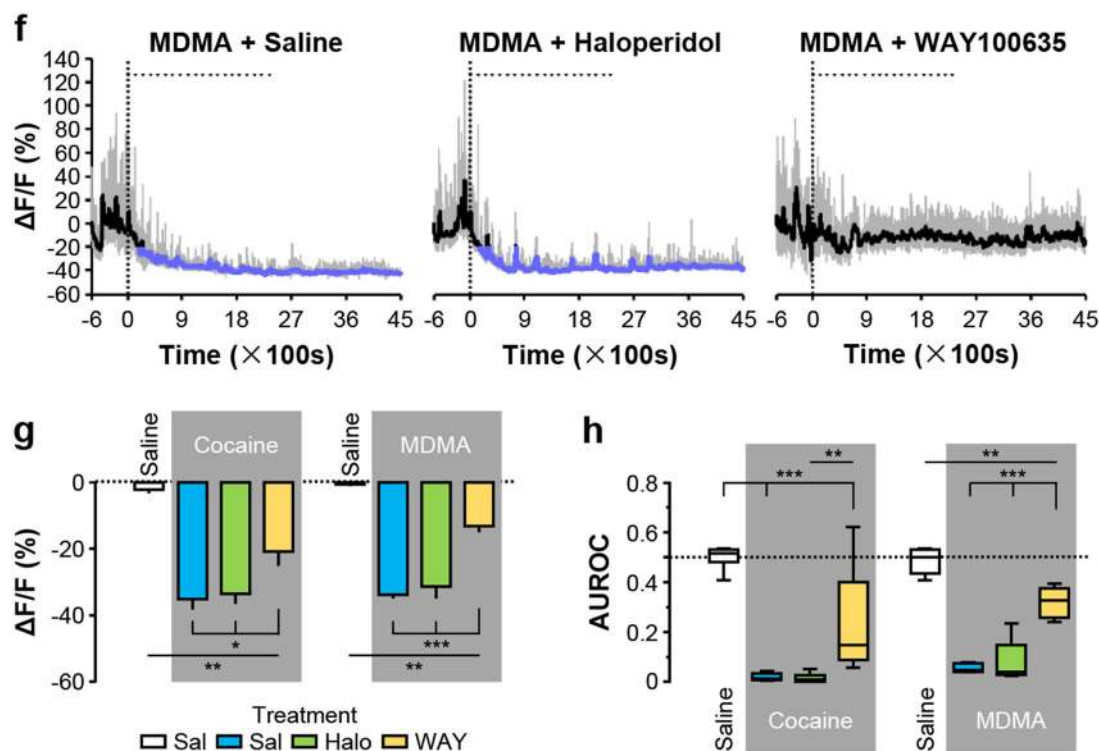 f
MDMA + Saline MDMA + Haloperidol MDMA + WAY100635
140
120
100
80
60
40
20
0
-20
-40
-60
ΔF/F (%)
-6 0 9 18 27 36 45 -6 0 9 18 27 36 45 -6 0 9 18 27 36 45
Time (×100s) Time (×100s) Time (×100s)
g
Saline Cocaine Saline MDMA
0
-20
-40
-60
ΔF/F (%)
* ***
** **
Treatment
Sal Sal Halo WAY
h
** **
*** ***
0.8
0.6
0.4
0.2
0
AUROC
Saline Cocaine Saline MDMA